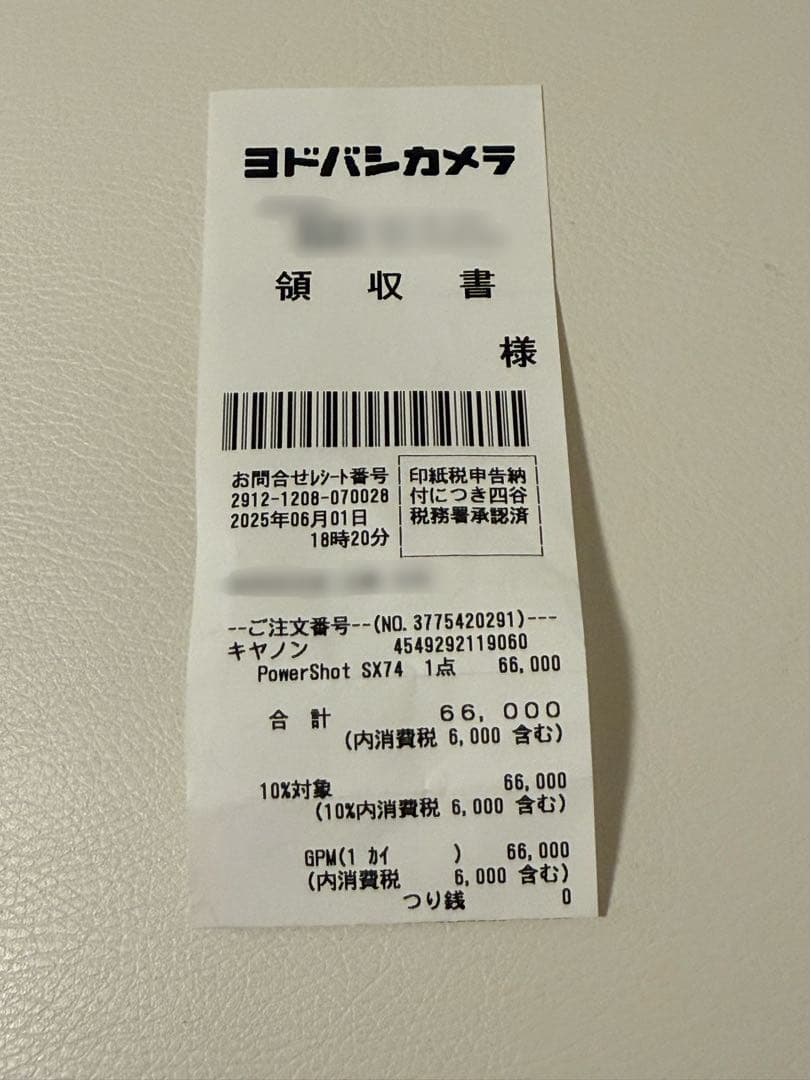 ヨドバシカメラ
領収書
様
お問合せﾚｼｰﾄ番号
2912-1208-070028
2025年06月01日
18時20分
印紙税申告納
付につき四谷
税務署承認済
--ご注文番号--(NO.3775420291)---
キヤノン 4549292119060
PowerShot SX74 1点 66,000
合計 66,000
(内消費税 6,000 含む)
10%対象 66,000
(10%内消費税 6,000 含む)
GPM(1 ｶｲ ) 66,000
(内消費税 6,000 含む)
つり銭 0